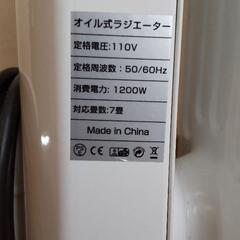 オイル式ラジエーター
定格電圧:110V
定格周波数：50/60Hz
消費電力: 1200W
対応畳数:7畳
Made in China